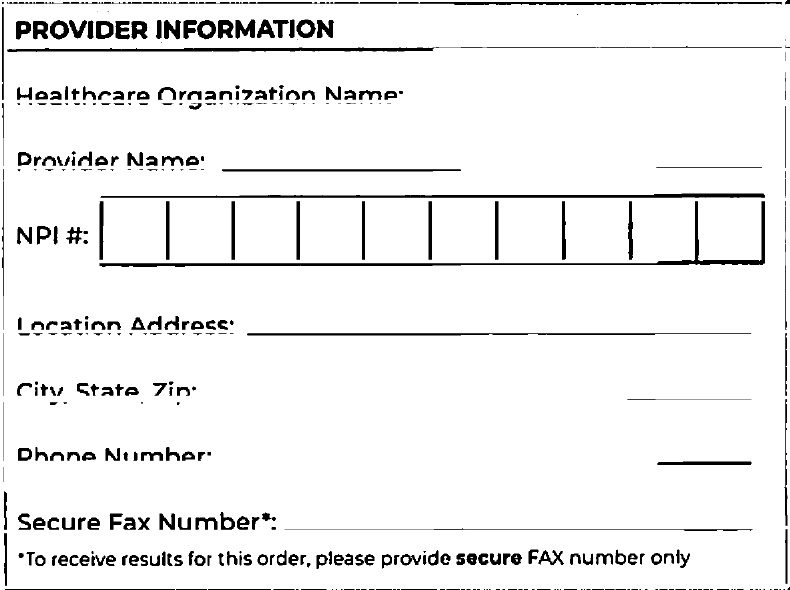 PROVIDER INFORMATION
Healthcare Organization Name:
Provider Name:
NPI #:
Location Address:
City, State, Zip:
Phone Number:
Secure Fax Number*:
*To receive results for this order, please provide secure FAX number only